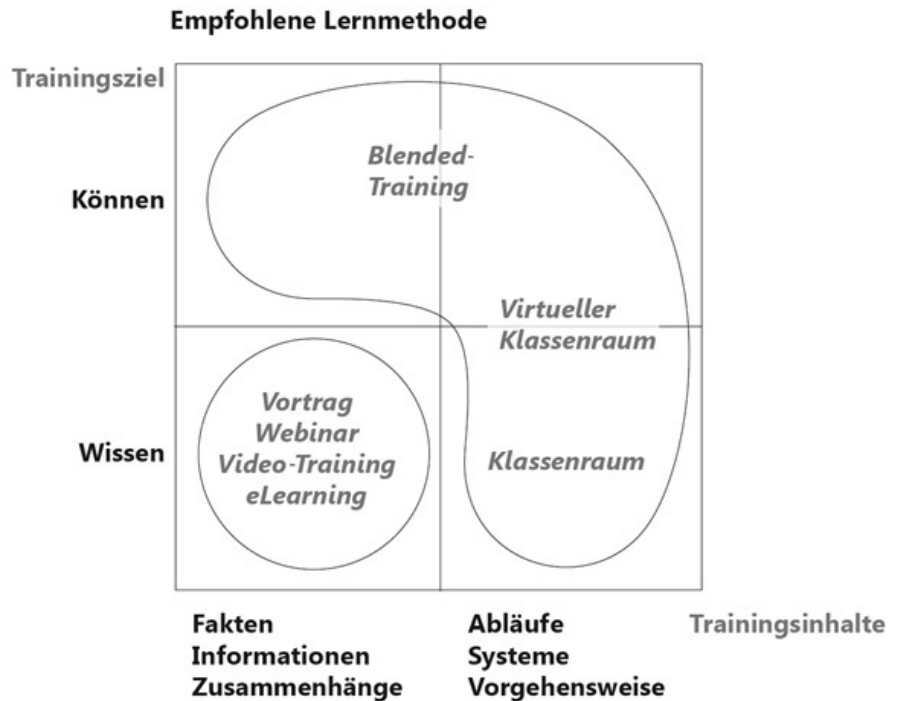 Empfohlene Lernmethode
Trainingsziel
Blended-
Training
Können
Virtueller
Klassenraum
Vortrag
Webinar
Video-Training
eLearning
Wissen
Klassenraum
Fakten
Informationen
Zusammenhänge
Abläufe
Systeme
Vorgehensweise
Trainingsinhalte